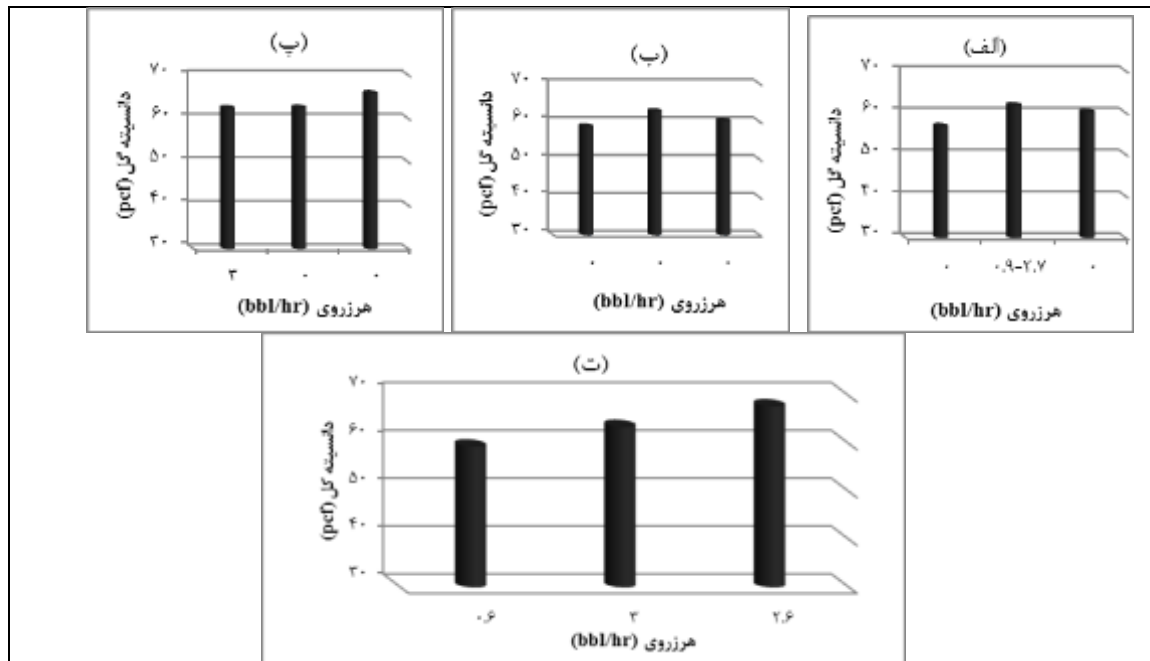 (الف)
دانسیته گل (pcf)
۷۰
۶۰
۵۰
۴۰
۳۰
۰
۰.۹-۲.۷
۰
هرزروی (bbl/hr)
(ب)
دانسیته گل (pcf)
۷۰
۶۰
۵۰
۴۰
۳۰
۰
۰
۰
هرزروی (bbl/hr)
(پ)
دانسیته گل (pcf)
۷۰
۶۰
۵۰
۴۰
۳۰
۳
۰
۰
هرزروی (bbl/hr)
(ت)
دانسیته گل (pcf)
۷۰
۶۰
۵۰
۴۰
۳۰
۰.۶
۳
۲.۶
هرزروی (bbl/hr)